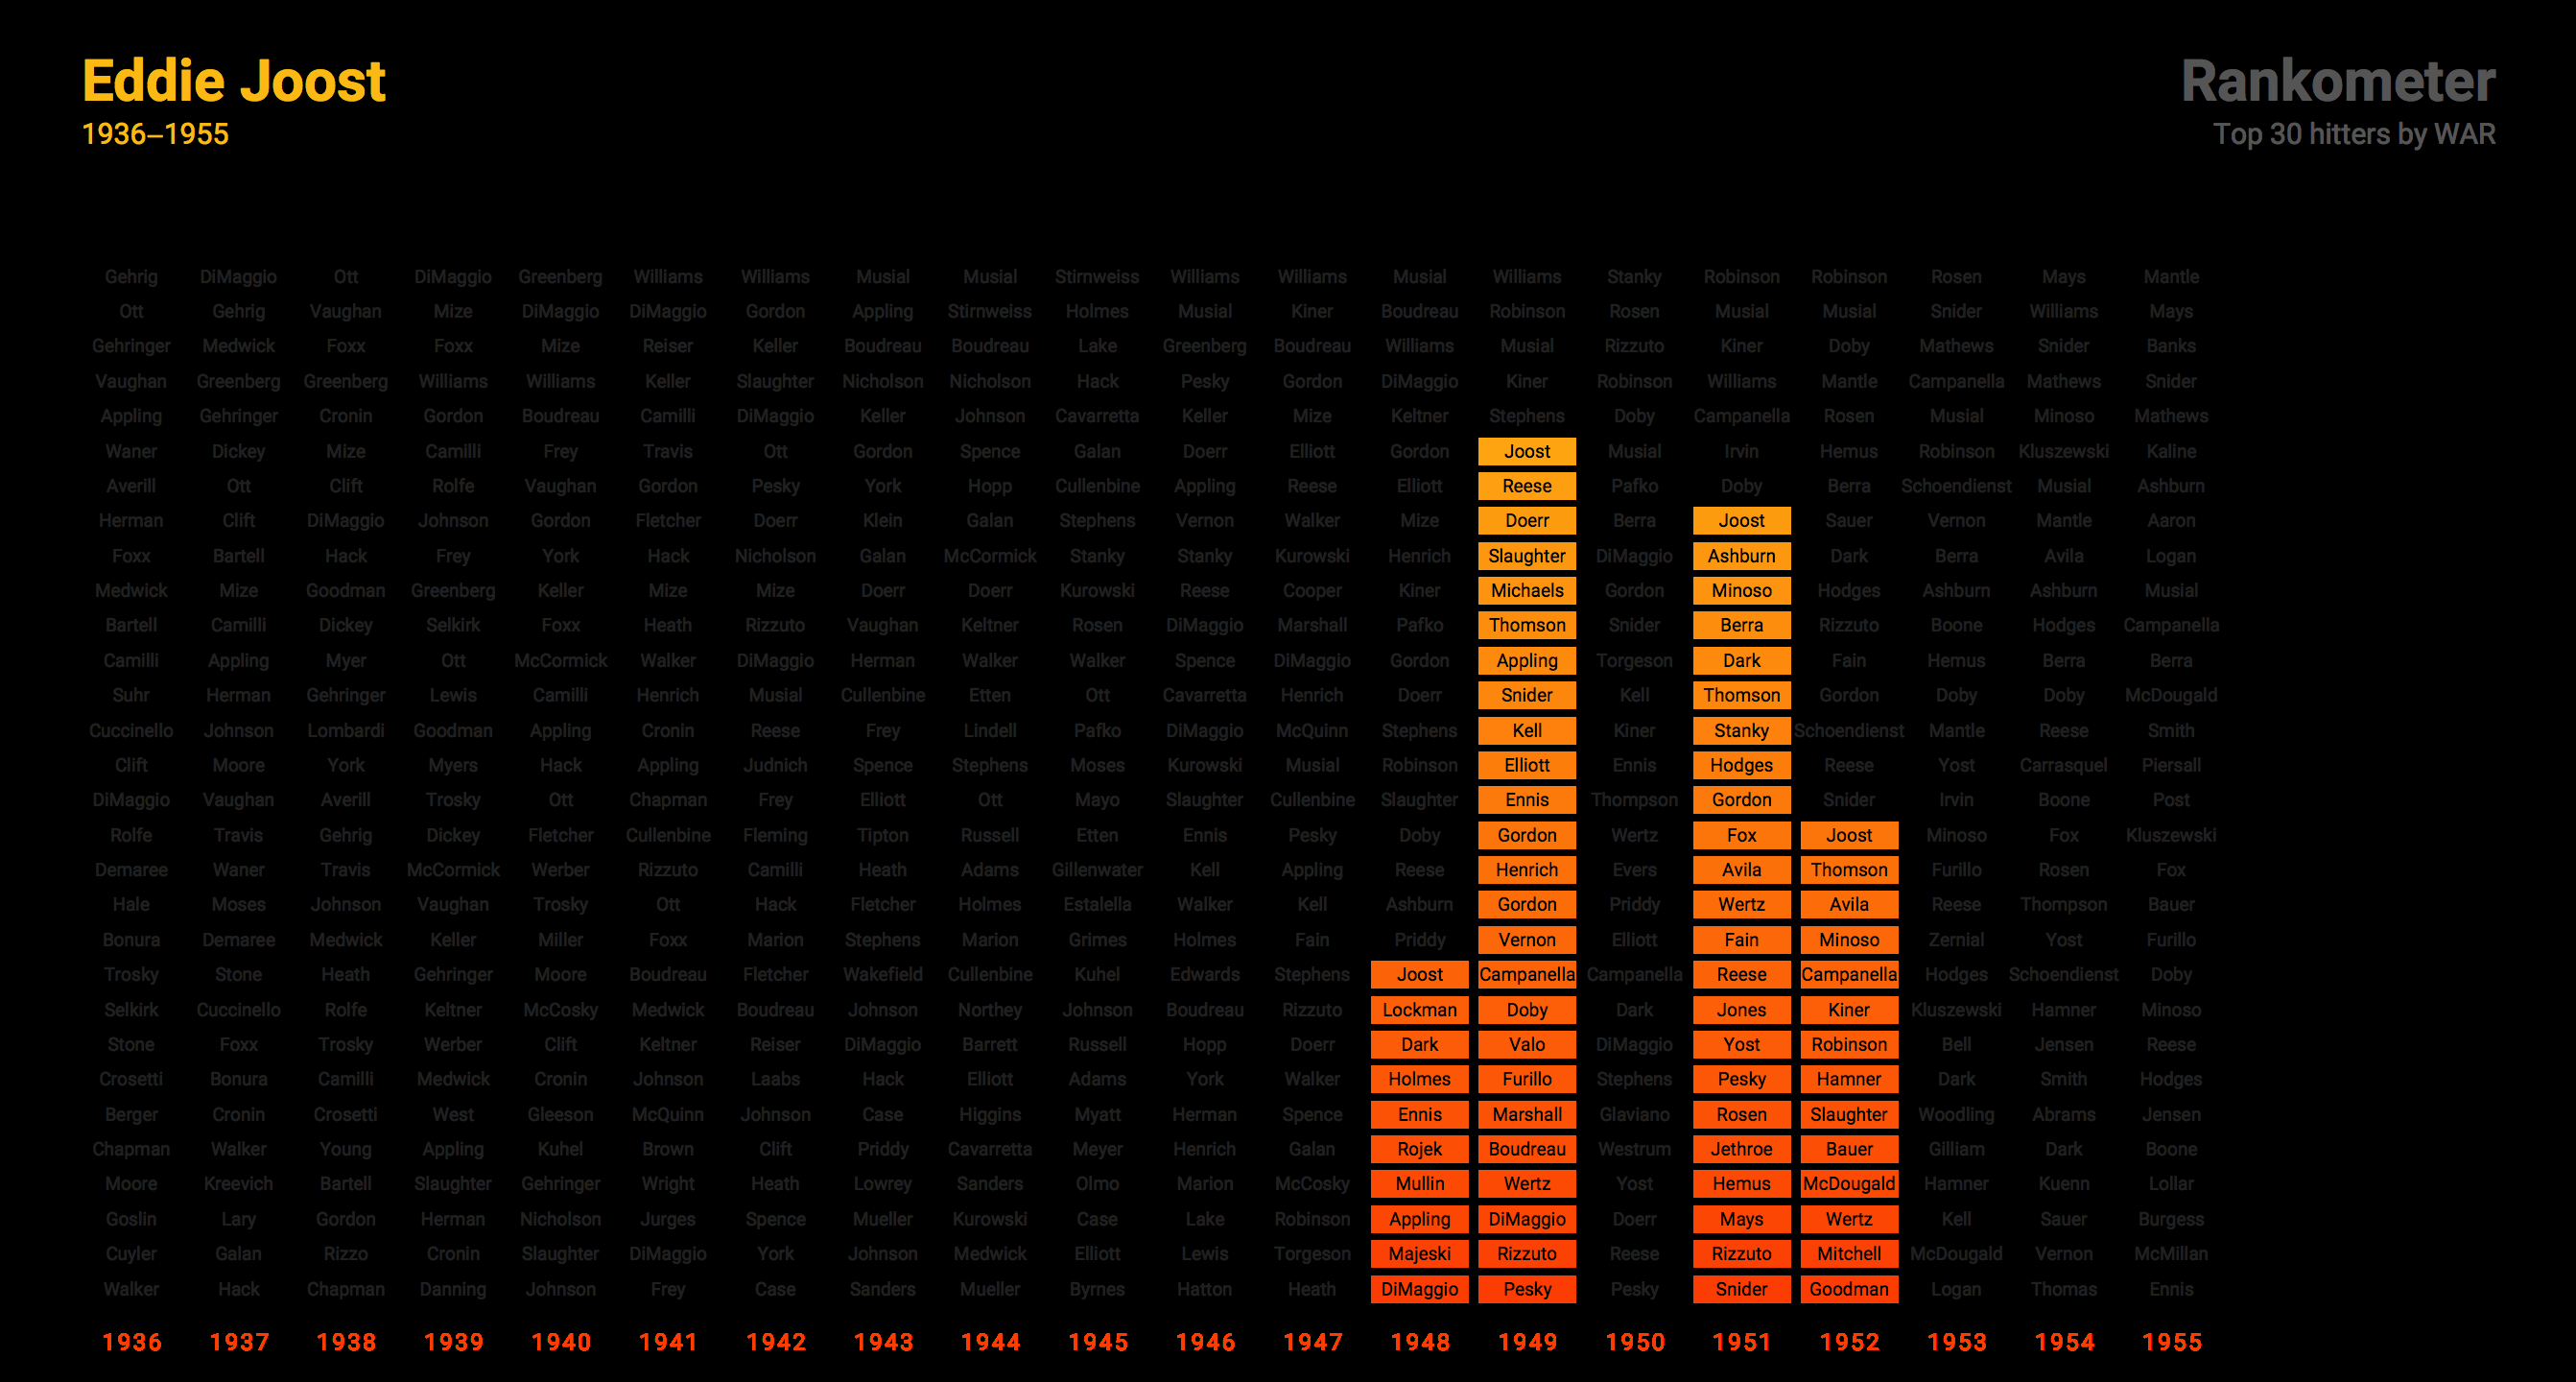 Eddie Joost
1936–1955
Rankometer
Top 30 hitters by WAR
Gehrig DiMaggio Ott DiMaggio Greenberg Williams Williams Musial Musial Stirnweiss Williams Williams Musial Williams Stanky Robinson Robinson Rosen Mays Mantle
Ott Gehrig Vaughan Mize DiMaggio DiMaggio Gordon Appling Stirnweiss Holmes Musial Kiner Boudreau Robinson Rosen Musial Musial Snider Williams Mays
Gehringer Medwick Foxx Foxx Mize Reiser Keller Boudreau Boudreau Lake Greenberg Boudreau Williams Musial Rizzuto Kiner Doby Mathews Snider Banks
Vaughan Greenberg Greenberg Williams Williams Keller Slaughter Nicholson Nicholson Hack Pesky Gordon DiMaggio Kiner Robinson Williams Mantle Campanella Mathews Snider
Appling Gehringer Cronin Gordon Boudreau Camilli DiMaggio Keller Johnson Cavarretta Keller Mize Keltner Stephens Doby Campanella Rosen Musial Minoso Mathews
Waner Dickey Mize Camilli Frey Travis Ott Gordon Spence Galan Doerr Elliott Gordon Joost Musial Irvin Hemus Robinson Kluszewski Kaline
Averill Ott Clift Rolfe Vaughan Gordon Pesky York Hopp Cullenbine Appling Reese Elliott Reese Pafko Doby Berra Schoendienst Musial Ashburn
Herman Clift DiMaggio Johnson Gordon Fletcher Doerr Klein Galan Stephens Vernon Walker Mize Doerr Berra Joost Sauer Vernon Mantle Aaron
Foxx Bartell Hack Frey York Hack Nicholson Galan McCormick Stanky Stanky Kurowski Henrich Slaughter DiMaggio Ashburn Dark Berra Avila Logan
Medwick Mize Goodman Greenberg Keller Mize Mize Doerr Doerr Kurowski Reese Cooper Kiner Michaels Gordon Minoso Hodges Ashburn Ashburn Musial
Bartell Camilli Dickey Selkirk Foxx Heath Rizzuto Vaughan Keltner Rosen DiMaggio Marshall Pafko Thomson Snider Berra Rizzuto Boone Hodges Campanella
Camilli Appling Myer Ott McCormick Walker DiMaggio Herman Walker Walker Spence DiMaggio Gordon Appling Torgeson Dark Fain Hemus Berra Berra
Suhr Herman Gehringer Lewis Camilli Henrich Musial Cullenbine Etten Ott Cavarretta Henrich Doerr Snider Kell Thomson Gordon Doby Doby McDougald
Cuccinello Johnson Lombardi Goodman Appling Cronin Reese Frey Lindell Pafko DiMaggio McQuinn Stephens Kell Kiner Stanky Schoendienst Mantle Reese Smith
Clift Moore York Myers Hack Appling Judnich Spence Stephens Moses Kurowski Musial Robinson Elliott Ennis Hodges Reese Yost Carrasquel Piersall
DiMaggio Vaughan Averill Trosky Ott Chapman Frey Elliott Ott Mayo Slaughter Cullenbine Slaughter Ennis Thompson Gordon Snider Irvin Boone Post
Rolfe Travis Gehrig Dickey Fletcher Cullenbine Fleming Tipton Russell Etten Ennis Pesky Doby Gordon Wertz Fox Joost Minoso Fox Kluszewski
Demaree Waner Travis McCormick Werber Rizzuto Camilli Heath Adams Gillenwater Kell Appling Reese Henrich Evers Avila Thomson Furillo Rosen Fox
Hale Moses Johnson Vaughan Trosky Ott Hack Fletcher Holmes Estalella Walker Kell Ashburn Gordon Priddy Wertz Avila Reese Thompson Bauer
Bonura Demaree Medwick Keller Miller Foxx Marion Stephens Marion Grimes Holmes Fain Priddy Vernon Elliott Fain Minoso Zernial Yost Furillo
Trosky Stone Heath Gehringer Moore Boudreau Fletcher Wakefield Cullenbine Kuhel Edwards Stephens Joost Campanella Campanella Reese Campanella Hodges Schoendienst Doby
Selkirk Cuccinello Rolfe Keltner McCosky Medwick Boudreau Johnson Northey Johnson Boudreau Rizzuto Lockman Doby Dark Jones Kiner Kluszewski Hamner Minoso
Stone Foxx Trosky Werber Clift Keltner Reiser DiMaggio Barrett Russell Hopp Doerr Dark Valo DiMaggio Yost Robinson Bell Jensen Reese
Crosetti Bonura Camilli Medwick Cronin Johnson Laabs Hack Elliott Adams York Walker Holmes Furillo Stephens Pesky Hamner Dark Smith Hodges
Berger Cronin Crosetti West Gleeson McQuinn Johnson Case Higgins Myatt Herman Spence Ennis Marshall Glaviano Rosen Slaughter Woodling Abrams Jensen
Chapman Walker Young Appling Kuhel Brown Clift Priddy Cavarretta Meyer Henrich Galan Rojek Boudreau Westrum Jethroe Bauer Gilliam Dark Boone
Moore Kreevich Bartell Slaughter Gehringer Wright Heath Lowrey Sanders Olmo Marion McCosky Mullin Wertz Yost Hemus McDougald Hamner Kuenn Lollar
Goslin Lary Gordon Herman Nicholson Jurges Spence Mueller Kurowski Case Lake Robinson Appling DiMaggio Doerr Mays Wertz Kell Sauer Burgess
Cuyler Galan Rizzo Cronin Slaughter DiMaggio York Johnson Medwick Elliott Lewis Torgeson Majeski Rizzuto Reese Rizzuto Mitchell McDougald Vernon McMillan
Walker Hack Chapman Danning Johnson Frey Case Sanders Mueller Byrnes Hatton Heath DiMaggio Pesky Pesky Snider Goodman Logan Thomas Ennis
1936 1937 1938 1939 1940 1941 1942 1943 1944 1945 1946 1947 1948 1949 1950 1951 1952 1953 1954 1955